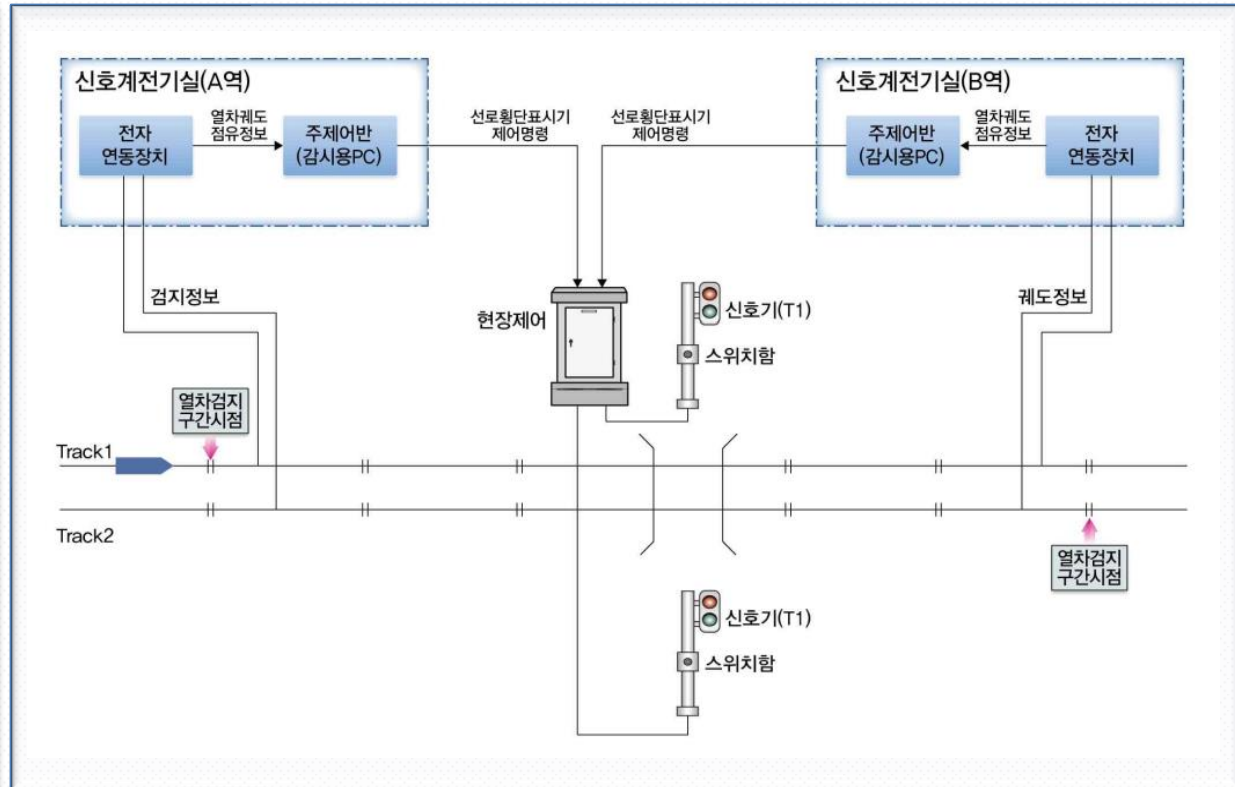 신호계전기실(A역)
전자
연동장치
열차궤도
점유정보
주제어반
(감시용PC)
선로횡단표시기
제어명령
선로횡단표시기
제어명령
신호계전기실(B역)
주제어반
(감시용PC)
열차궤도
점유정보
전자
연동장치
검지정보
현장제어
신호기(T1)
스위치함
궤도정보
열차검지
구간시점
Track1
Track2
열차검지
구간시점
신호기(T1)
스위치함